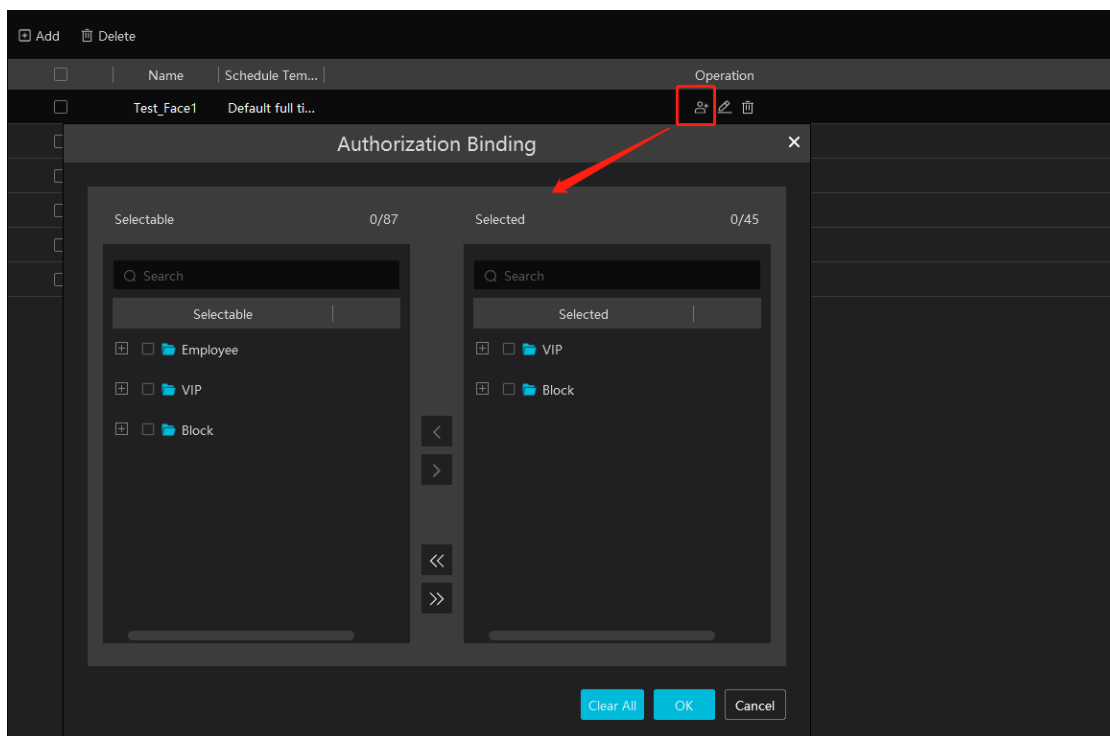 Add Delete
Name Schedule Tem... Operation
Test_Face1 Default full ti...
Authorization Binding
Selectable 0/87 Selected 0/45
Search Search
Selectable Selected
Employee VIP
VIP Block
Block
Clear All OK Cancel